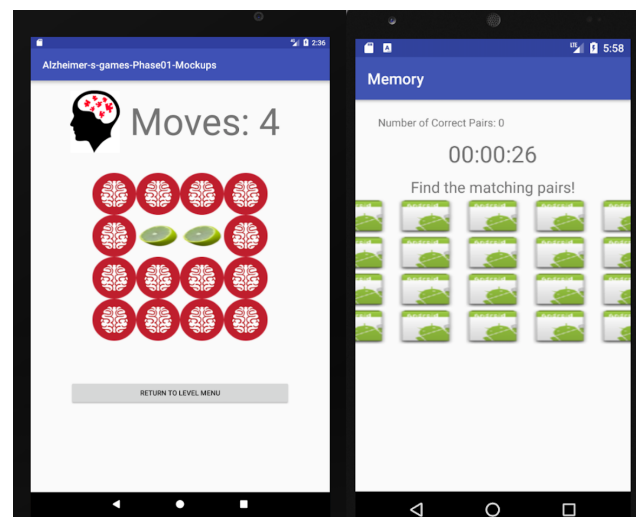 2:36
Alzheimer-s-games-Phase01-Mockups
Moves: 4
RETURN TO LEVEL MENU
A
LTE
5:58
Memory
Number of Correct Pairs: 0
00:00:26
Find the matching pairs!